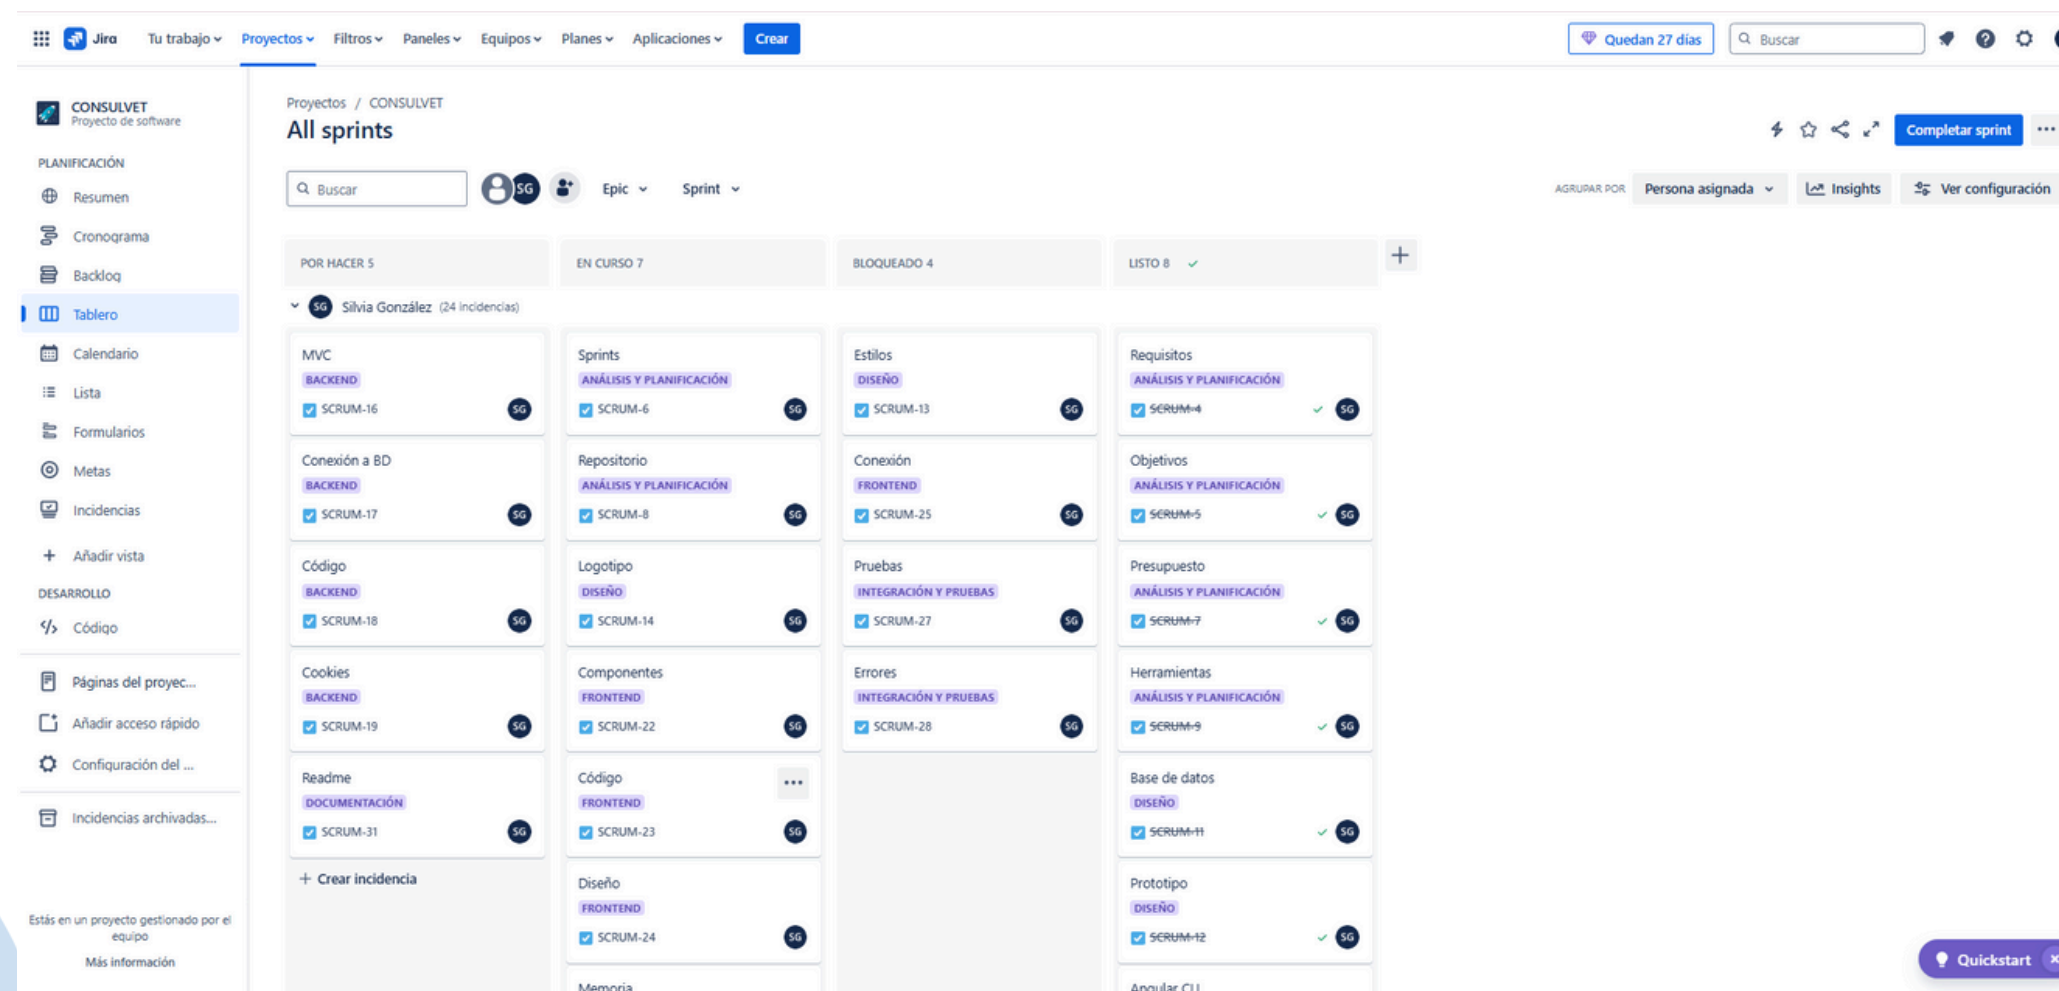 Jira Tu trabajo Proyectos Filtros Paneles Equipos Planes Aplicaciones Crear Quedan 27 días Buscar
CONSULVET
Proyecto de software
PLANIFICACIÓN
Resumen
Cronograma
Backlog
Tablero
Calendario
Lista
Formularios
Metas
Incidencias
Añadir vista
DESARROLLO
Código
Páginas del proyec...
Añadir acceso rápido
Configuración del ...
Incidencias archivadas...
Estás en un proyecto gestionado por el
equipo
Más información
Proyectos / CONSULVET
All sprints
Completar sprint
Buscar SG Epic Sprint AGRUPAR POR Persona asignada Insights Ver configuración
POR HACER 5 EN CURSO 7 BLOQUEADO 4 LISTO 8
SG Silvia González (24 incidencias)
MVC
BACKEND
SCRUM-16 SG
Conexión a BD
BACKEND
SCRUM-17 SG
Código
BACKEND
SCRUM-18 SG
Cookies
BACKEND
SCRUM-19 SG
Readme
DOCUMENTACIÓN
SCRUM-31 SG
+ Crear incidencia
Sprints
ANÁLISIS Y PLANIFICACIÓN
SCRUM-6 SG
Repositorio
ANÁLISIS Y PLANIFICACIÓN
SCRUM-8 SG
Logotipo
DISEÑO
SCRUM-14 SG
Componentes
FRONTEND
SCRUM-22 SG
Código
FRONTEND
SCRUM-23 SG
Diseño
FRONTEND
SCRUM-24 SG
Memoria
Estilos
DISEÑO
SCRUM-13 SG
Conexión
FRONTEND
SCRUM-25 SG
Pruebas
INTEGRACIÓN Y PRUEBAS
SCRUM-27 SG
Errores
INTEGRACIÓN Y PRUEBAS
SCRUM-28 SG
Requisitos
ANÁLISIS Y PLANIFICACIÓN
SCRUM-4 SG
Objetivos
ANÁLISIS Y PLANIFICACIÓN
SCRUM-5 SG
Presupuesto
ANÁLISIS Y PLANIFICACIÓN
SCRUM-7 SG
Herramientas
ANÁLISIS Y PLANIFICACIÓN
SCRUM-9 SG
Base de datos
DISEÑO
SCRUM-11 SG
Prototipo
DISEÑO
SCRUM-12 SG
Angular CLI
Quickstart